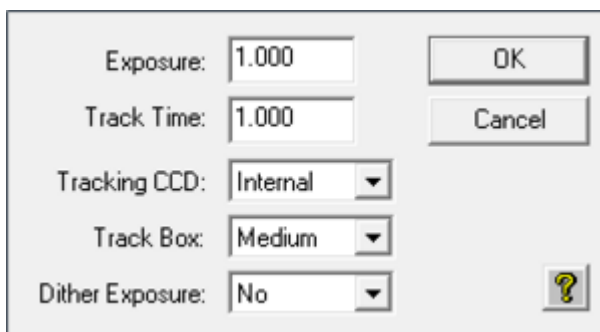 Exposure: 1.000 OK
Track Time: 1.000 Cancel
Tracking CCD: Internal
Track Box: Medium
Dither Exposure: No ?